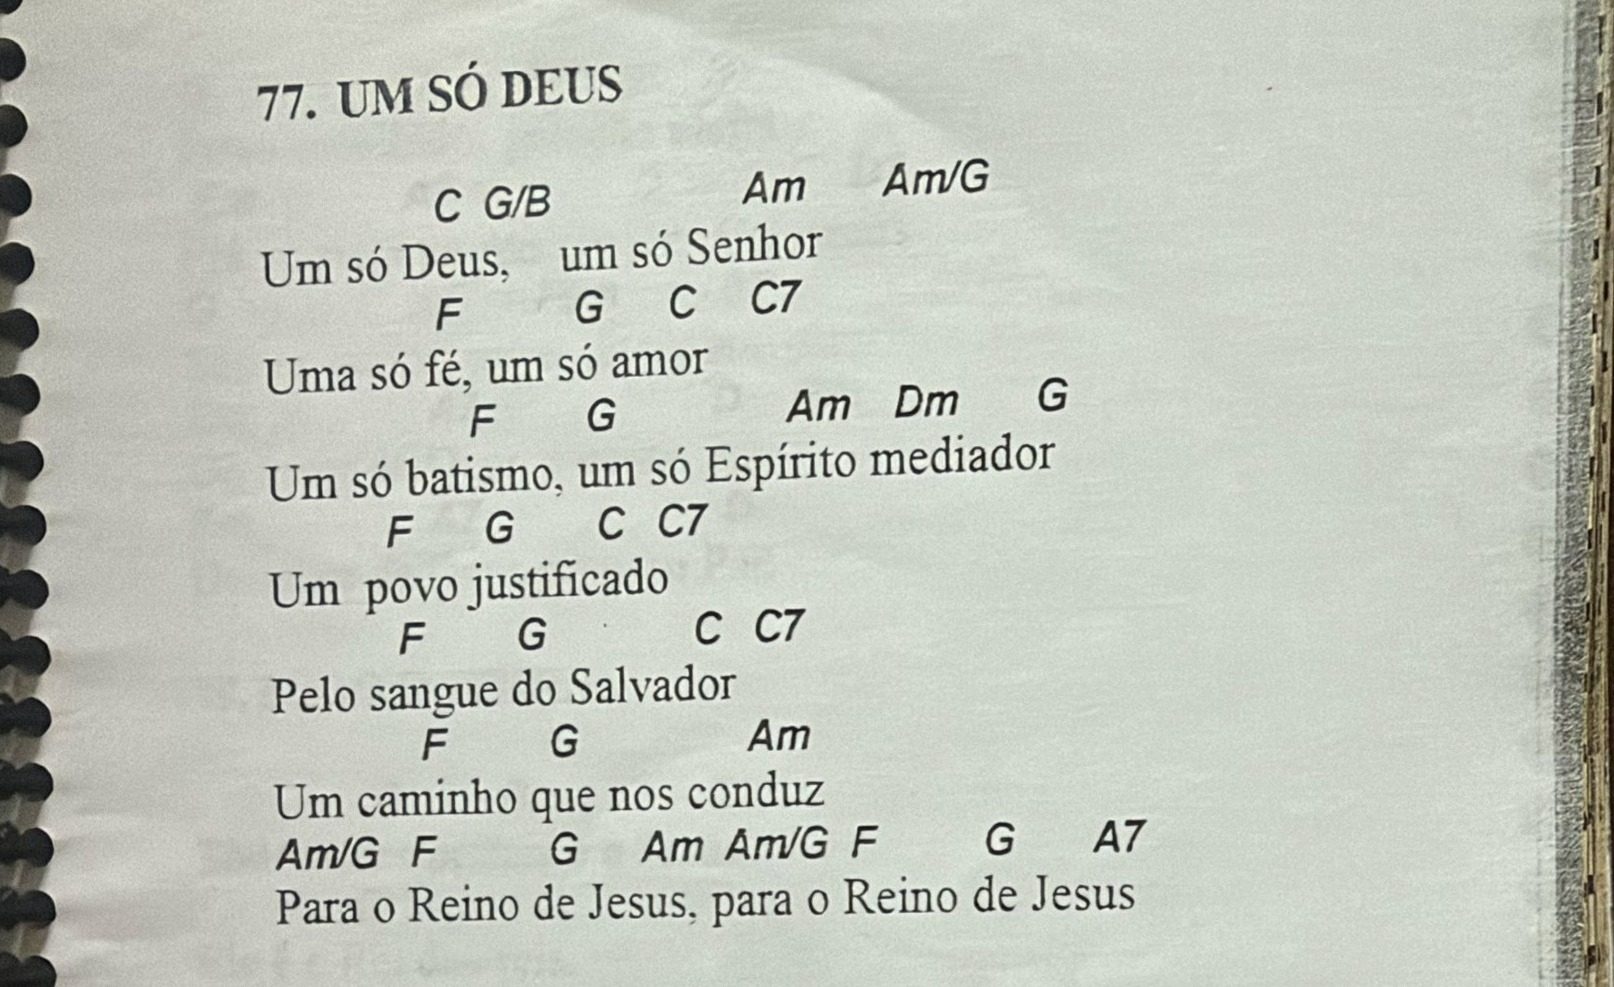 77. UM SÓ DEUS
C G/B Am Am/G
Um só Deus, um só Senhor
F G C C7
Uma só fé, um só amor
F G Am Dm G
Um só batismo, um só Espírito mediador
F G C C7
Um povo justificado
F G C C7
Pelo sangue do Salvador
F G Am
Um caminho que nos conduz
Am/G F G Am Am/G F G A7
Para o Reino de Jesus, para o Reino de Jesus